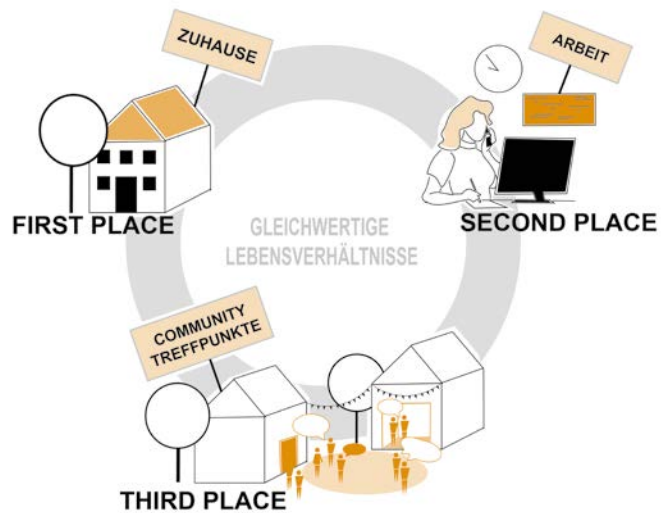 ZUHAUSE
FIRST PLACE
ARBEIT
SECOND PLACE
GLEICHWERTIGE
LEBENSVERHÄLTNISSE
COMMUNITY
TREFFPUNKTE
THIRD PLACE